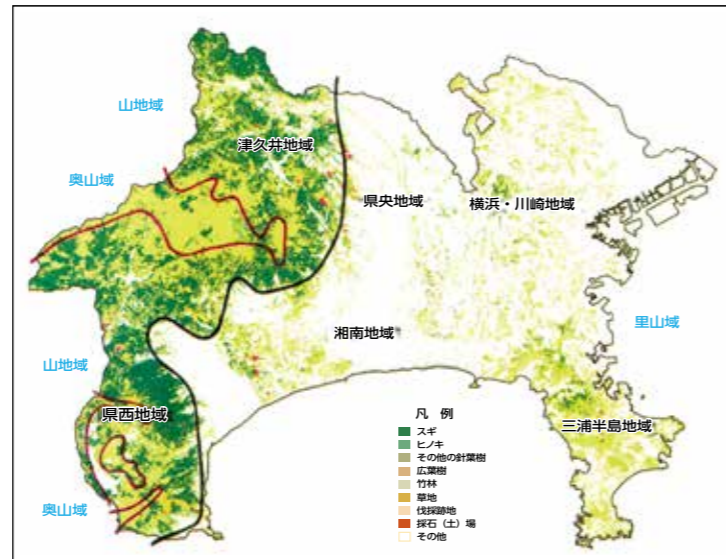 山地域
津久井地域
奥山域
県央地域
横浜・川崎地域
湘南地域
里山域
山地域
県西地域
三浦半島地域
奥山域
凡 例
スギ
ヒノキ
その他の針葉樹
広葉樹
竹林
草地
伐採跡地
採石（土）場
その他